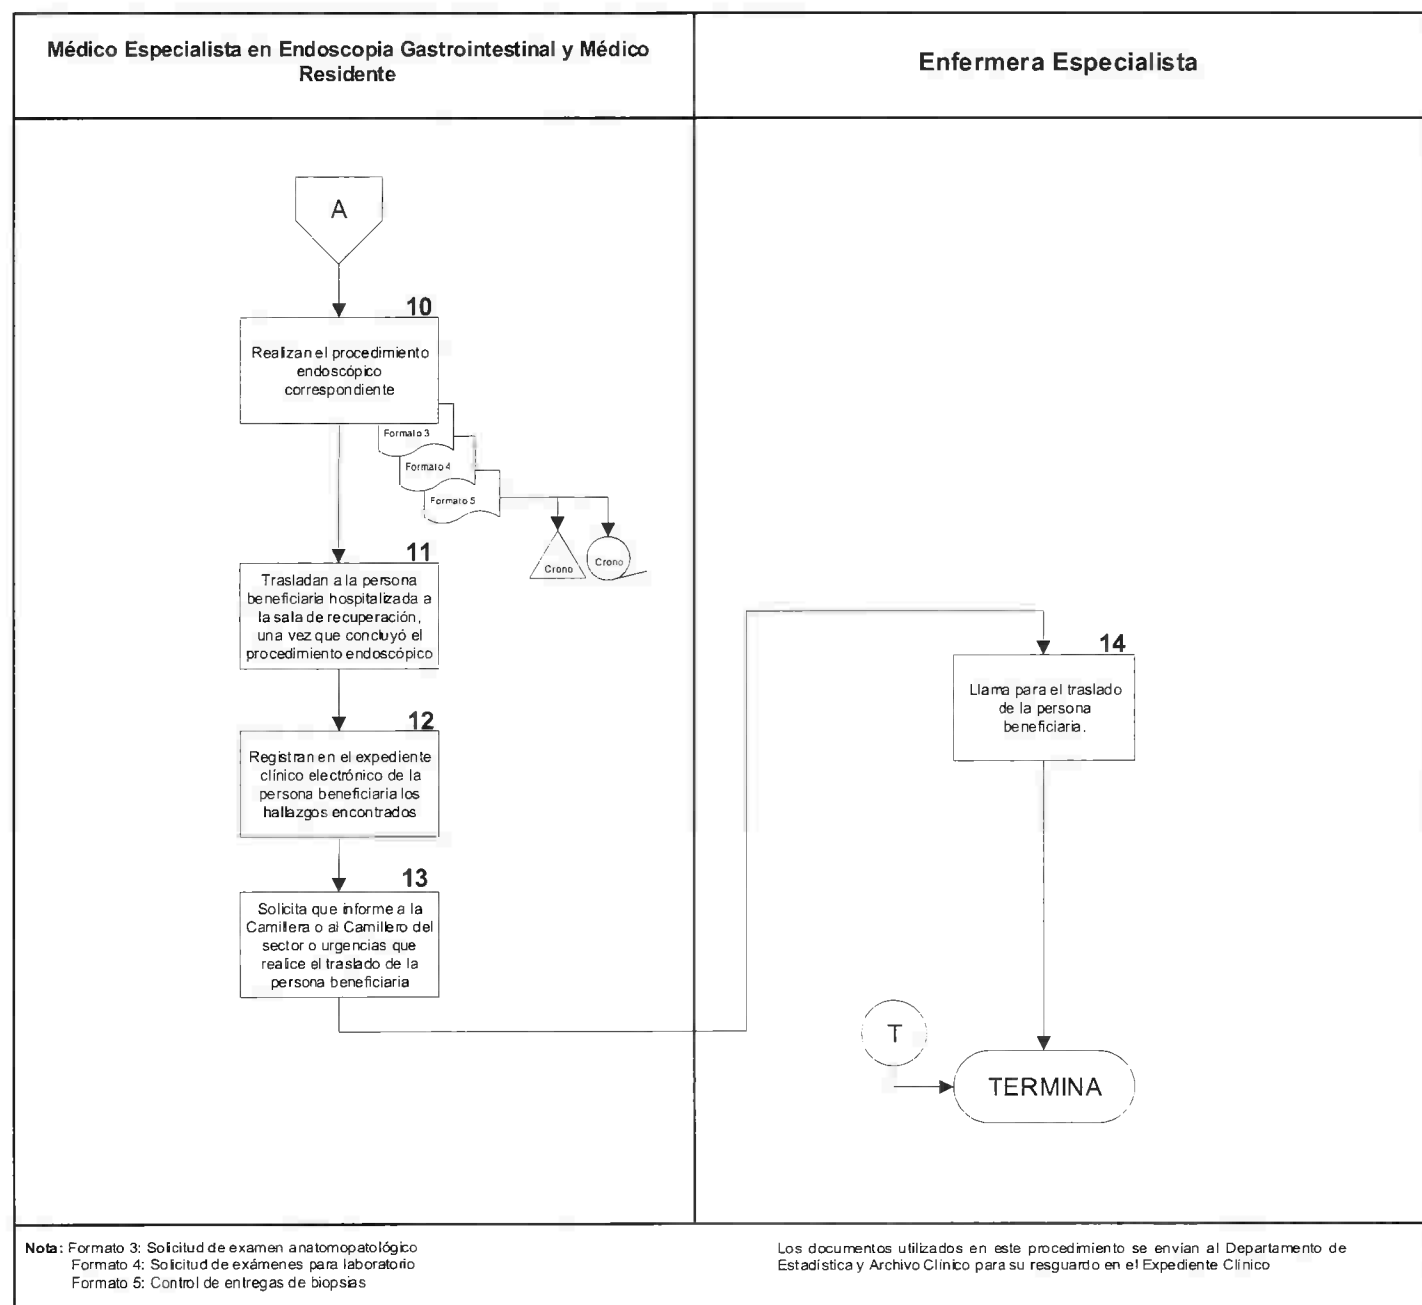 Médico Especialista en Endoscopia Gastrointestinal y Médico
Residente
Enfermera Especialista
A
10
Realizan el procedimiento
endoscópico
correspondiente
Formato 3
Formato 4
Formato 5
Crono
Crono
11
Trasladan a la persona
beneficiaria hospitalizada a
la sala de recuperación,
una vez que concluyó el
procedimiento endoscópico
12
Registran en el expediente
clínico electrónico de la
persona beneficiaria los
hallazgos encontrados
13
Solicita que informe a la
Camillera o al Camillero del
sector o urgencias que
realice el traslado de la
persona beneficiaria
14
Llama para el traslado
de la persona
beneficiaria.
T
TERMINA
Nota: Formato 3: Solicitud de examen anatomopatológico
Formato 4: Solicitud de exámenes para laboratorio
Formato 5: Control de entregas de biopsias
Los documentos utilizados en este procedimiento se envían al Departamento de
Estadística y Archivo Clínico para su resguardo en el Expediente Clínico